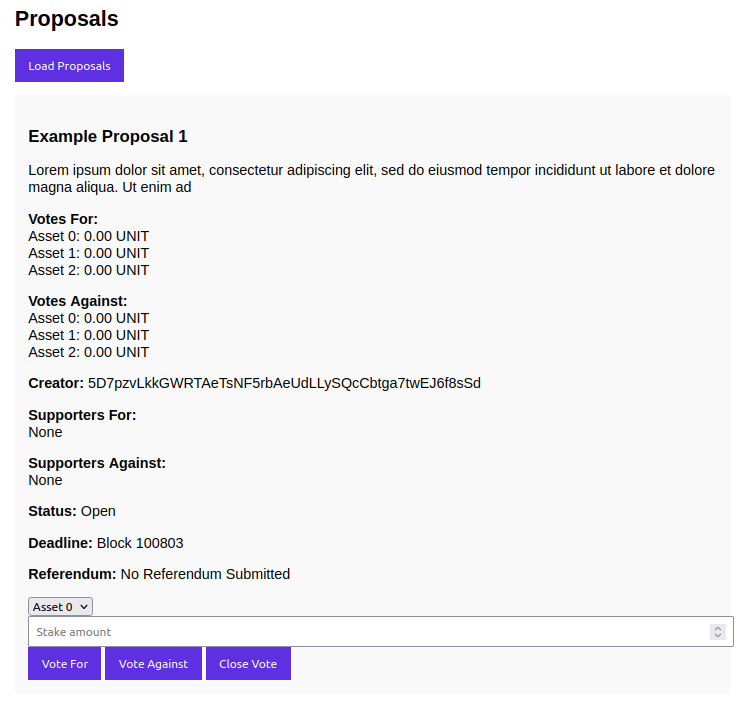 Proposals
Load Proposals
Example Proposal 1
Lorem ipsum dolor sit amet, consectetur adipiscing elit, sed do eiusmod tempor incididunt ut labore et dolore
magna aliqua. Ut enim ad
Votes For:
Asset 0: 0.00 UNIT
Asset 1: 0.00 UNIT
Asset 2: 0.00 UNIT
Votes Against:
Asset 0: 0.00 UNIT
Asset 1: 0.00 UNIT
Asset 2: 0.00 UNIT
Creator: 5D7pzvLkkGWRTAeTsNF5rbAeUdLLySQcCbtga7twEJ6f8sSd
Supporters For:
None
Supporters Against:
None
Status: Open
Deadline: Block 100803
Referendum: No Referendum Submitted
Asset 0
Stake amount
Vote For Vote Against Close Vote